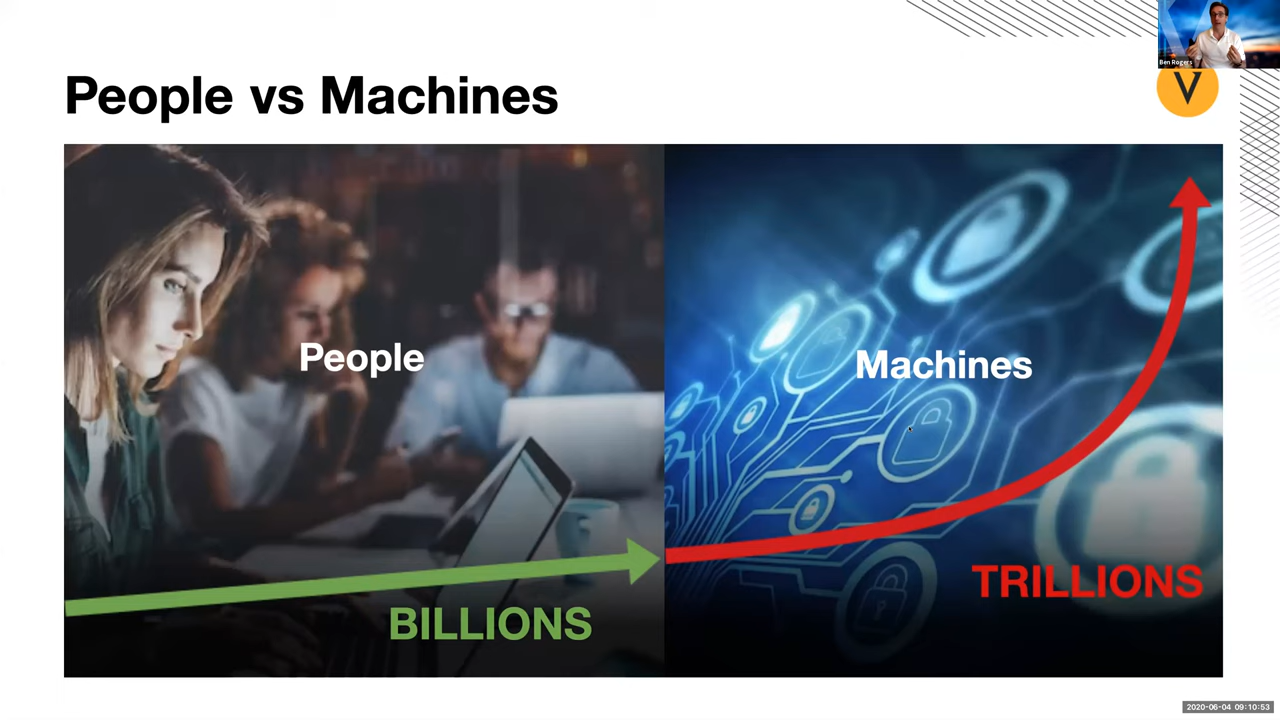 Ben Rogers
People vs Machines
V
People
Machines
BILLIONS
TRILLIONS
2020-06-04 09:10:53